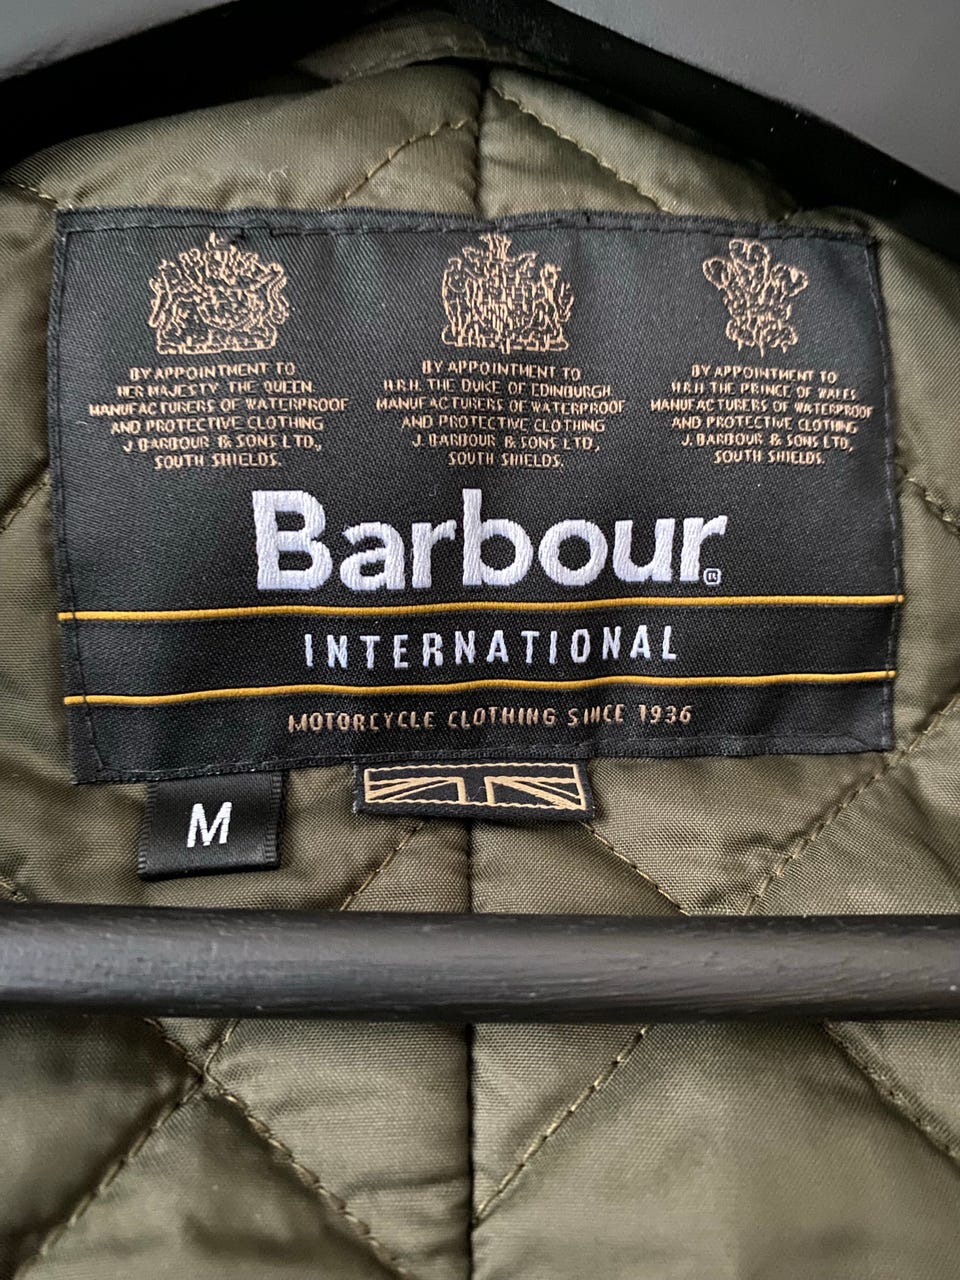 BY APPOINTMENT TO
HER MAJESTY THE QUEEN
MANUFACTURERS OF WATERPROOF
AND PROTECTIVE CLOTHING
J. BARBOUR & SONS LTD.,
SOUTH SHIELDS.
BY APPOINTMENT TO
H.R.H. THE DUKE OF EDINBURGH
MANUFACTURERS OF WATERPROOF
AND PROTECTIVE CLOTHING
J. BARBOUR & SONS LTD,
SOUTH SHIELDS.
BY APPOINTMENT TO
H.R.H. THE PRINCE OF WALES
MANUFACTURERS OF WATERPROOF
AND PROTECTIVE CLOTHING
J. BARBOUR & SONS LTD,
SOUTH SHIELDS.
Barbour®
INTERNATIONAL
MOTORCYCLE CLOTHING SINCE 1936
M